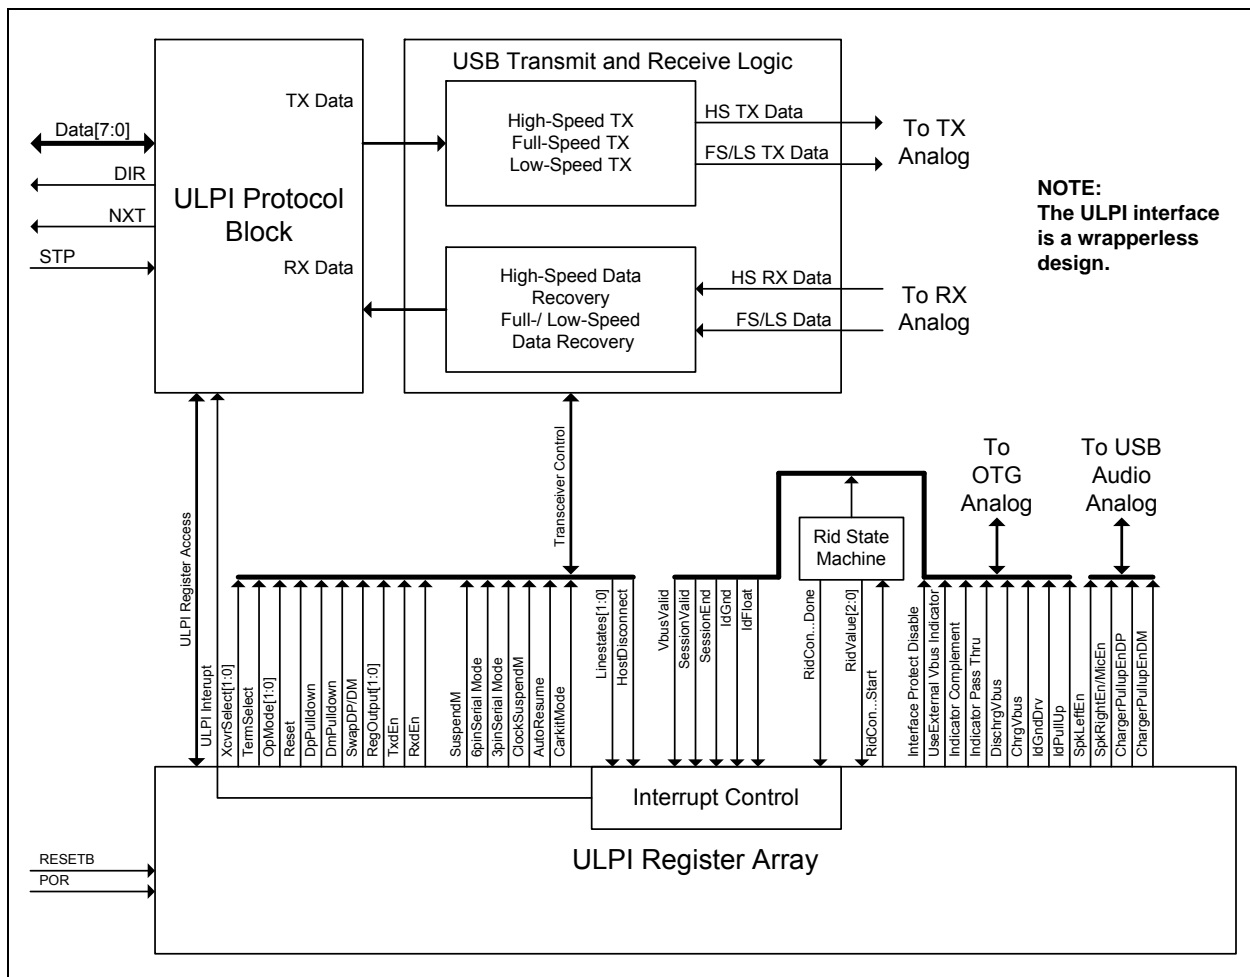 USB Transmit and Receive Logic
TX Data
High-Speed TX
Full-Speed TX
Low-Speed TX
HS TX Data
FS/LS TX Data
To TX
Analog
Data[7:0]
DIR
NXT
STP
ULPI Protocol
Block
RX Data
High-Speed Data
Recovery
Full-/ Low-Speed
Data Recovery
HS RX Data
FS/LS Data
To RX
Analog
NOTE:
The ULPI interface
is a wrapperless
design.
ULPI Register Access
ULPI Interupt
Transceiver Control
To
OTG
Analog
To USB
Audio
Analog
Rid State
Machine
XcvrSelect[1:0]
TermSelect
OpMode[1:0]
Reset
DpPulldown
DmPulldown
SwapDP/DM
RegOutput[1:0]
TxdEn
RxdEn
SuspendM
6pinSerial Mode
3pinSerial Mode
ClockSuspendM
AutoResume
CarkitMode
Linestates[1:0]
HostDisconnect
VbusValid
SessionValid
SessionEnd
IdGnd
IdFloat
RidCon...Done
RidValue[2:0]
RidCon...Start
Interface Protect Disable
UseExternal Vbus Indicator
Indicator Complement
Indicator Pass Thru
DischrgVbus
ChrgVbus
IdGndDrv
IdPullUp
SpkLeftEn
SpkRightEn/MicEn
ChargerPullupEnDP
ChargerPullupEnDM
Interrupt Control
ULPI Register Array
RESETB
POR